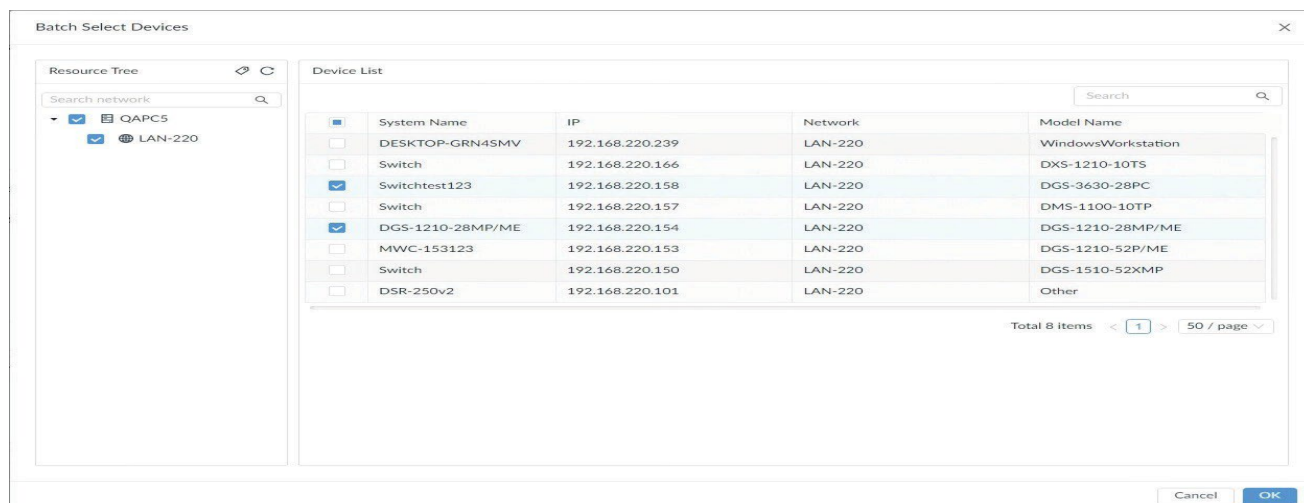 Batch Select Devices
Resource Tree
Search network
QAPC5
LAN-220
Device List
Search
System Name IP Network Model Name
DESKTOP-GRN4SMV 192.168.220.239 LAN-220 WindowsWorkstation
Switch 192.168.220.166 LAN-220 DXS-1210-10TS
Switchtest123 192.168.220.158 LAN-220 DGS-3630-28PC
Switch 192.168.220.157 LAN-220 DMS-1100-10TP
DGS-1210-28MP/ME 192.168.220.154 LAN-220 DGS-1210-28MP/ME
MWC-153123 192.168.220.153 LAN-220 DGS-1210-52P/ME
Switch 192.168.220.150 LAN-220 DGS-1510-52XMP
DSR-250v2 192.168.220.101 LAN-220 Other
Total 8 items < 1 > 50 / page
Cancel OK